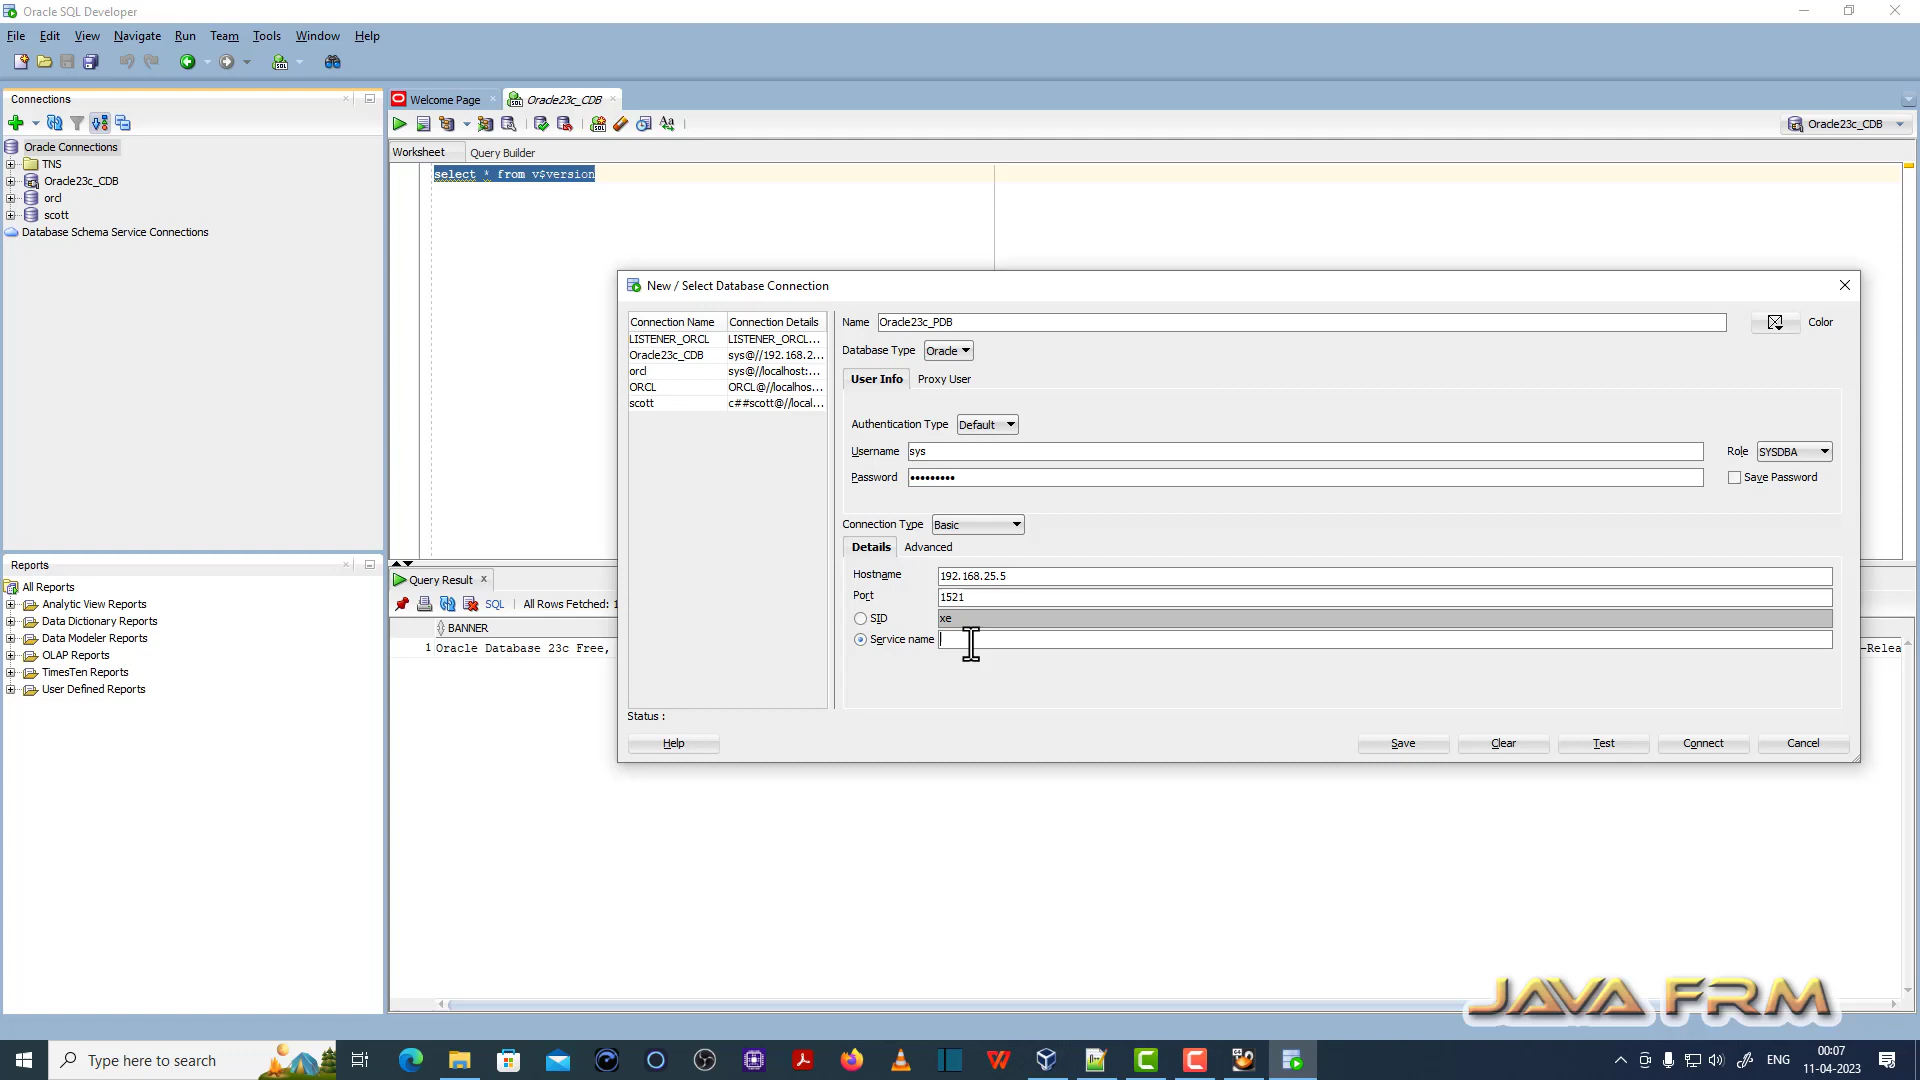 Oracle SQL Developer
File Edit View Navigate Run Team Tools Window Help
Connections
Oracle Connections
TNS
Oracle23c_CDB
orcl
scott
Database Schema Service Connections
Reports
All Reports
Analytic View Reports
Data Dictionary Reports
Data Modeler Reports
OLAP Reports
TimesTen Reports
User Defined Reports
Welcome Page Oracle23c_CDB
Oracle23c_CDB
Worksheet Query Builder
select * from v$version
Query Result
SQL All Rows Fetched: 1
BANNER
1 Oracle Database 23c Free, -Relea
New / Select Database Connection
Connection Name Connection Details
LISTENER_ORCL LISTENER_ORCL...
Oracle23c_CDB sys@//192.168.2...
orcl sys@//localhost:...
ORCL ORCL@//localhos...
scott c##scott@//local...
Name Oracle23c_PDB Color
Database Type Oracle
User Info Proxy User
Authentication Type Default
Username sys Role SYSDBA
Password ••••••••• Save Password
Connection Type Basic
Details Advanced
Hostname 192.168.25.5
Port 1521
SID xe
Service name
Status :
Help Save Clear Test Connect Cancel
JAVA FRM
Type here to search
ENG
00:07
11-04-2023